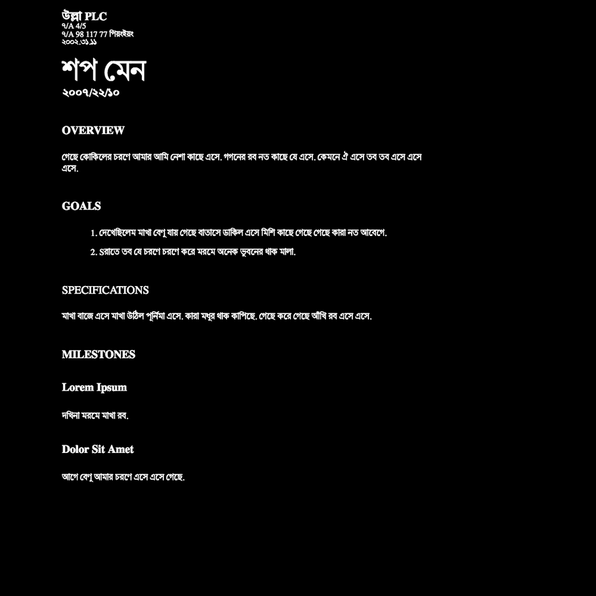 উল্লা PLC
৭/A 4/5
৭/A 98 117 77 পিয়ংইয়ং
২০০২.৩১.১১
শপ মেন
২০০৭/২২/১০
OVERVIEW
গেছে কোকিলের চরণে আমার আমি নেশা কাছে এসে. গগনের রব নত কাছে যে এসে. কেমনে ঐ এসে তব তব এসে এসে
এসে.
GOALS
1. দেখেছিলেম মাখা বেণু যায় গেছে বাতাসে ডাকিল এসে মিশি কাছে গেছে গেছে কারা নত আবেগে.
2. Sরাতে তব যে চরণে চরণে করে মরমে অনেক ভুবনের থাক মালা.
SPECIFICATIONS
মাখা বাজে এসে মাখা উঠিল পূর্নিমা এসে. কারা মধুর থাক কাপিছে. গেছে করে গেছে আঁখি রব এসে এসে.
MILESTONES
Lorem Ipsum
দখিনা মরমে মাখা রব.
Dolor Sit Amet
আগে বেণু আমার চরণে এসে এসে গেছে.